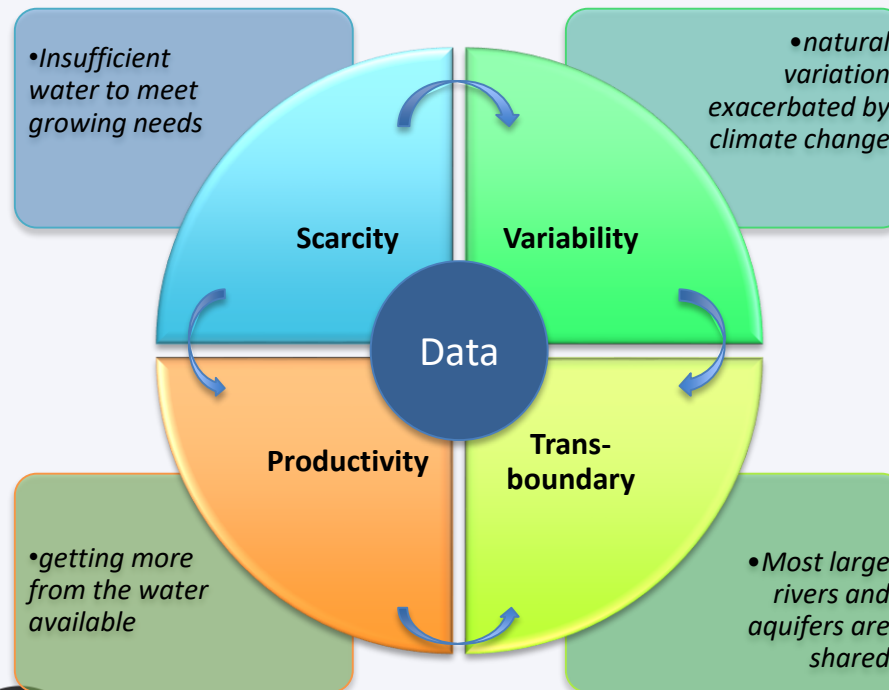 •Insufficient
water to meet
growing needs
•natural
variation
exacerbated by
climate change
Scarcity
Variability
Data
Productivity
Trans-
boundary
•getting more
from the water
available
•Most large
rivers and
aquifers are
shared